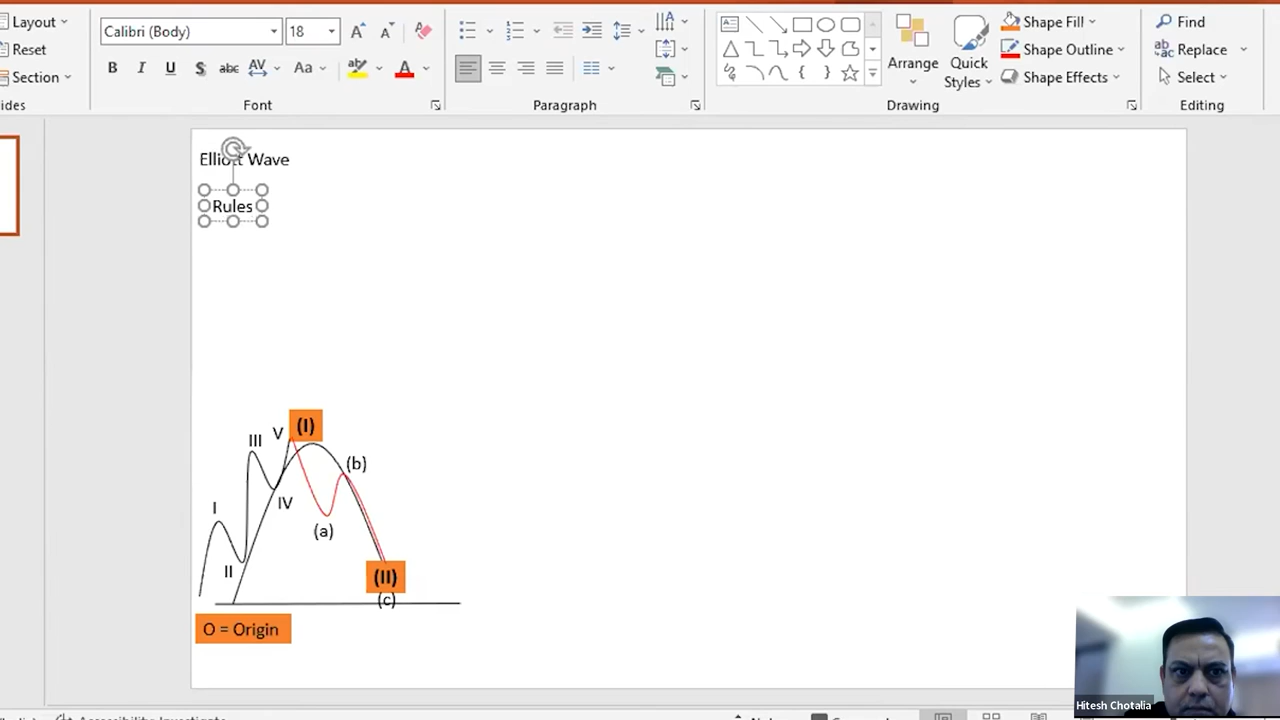 Layout
Reset
Section
ides
Calibri (Body)
18
B I U S abc AV Aa A
Font
Paragraph
Arrange
Quick
Styles
Shape Fill
Shape Outline
Shape Effects
Drawing
Find
Replace
Select
Editing
Elliott Wave
Rules
(I)
V
III
(b)
IV
I
(a)
II
(II)
(c)
O = Origin
Hitesh Chotalia